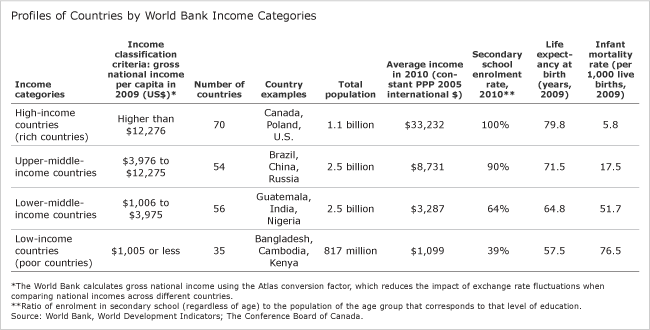 Profiles of Countries by World Bank Income Categories
Income categories
Income classification criteria: gross national income per capita in 2009 (US$)*
Number of countries
Country examples
Total population
Average income in 2010 (constant PPP 2005 international $)
Secondary school enrolment rate, 2010**
Life expectancy at birth (years, 2009)
Infant mortality rate (per 1,000 live births, 2009)
High-income countries (rich countries)
Higher than $12,276
70
Canada, Poland, U.S.
1.1 billion
$33,232
100%
79.8
5.8
Upper-middle-income countries
$3,976 to $12,275
54
Brazil, China, Russia
2.5 billion
$8,731
90%
71.5
17.5
Lower-middle-income countries
$1,006 to $3,975
56
Guatemala, India, Nigeria
2.5 billion
$3,287
64%
64.8
51.7
Low-income countries (poor countries)
$1,005 or less
35
Bangladesh, Cambodia, Kenya
817 million
$1,099
39%
57.5
76.5
*The World Bank calculates gross national income using the Atlas conversion factor, which reduces the impact of exchange rate fluctuations when
comparing national incomes across different countries.
**Ratio of enrolment in secondary school (regardless of age) to the population of the age group that corresponds to that level of education.
Source: World Bank, World Development Indicators; The Conference Board of Canada.